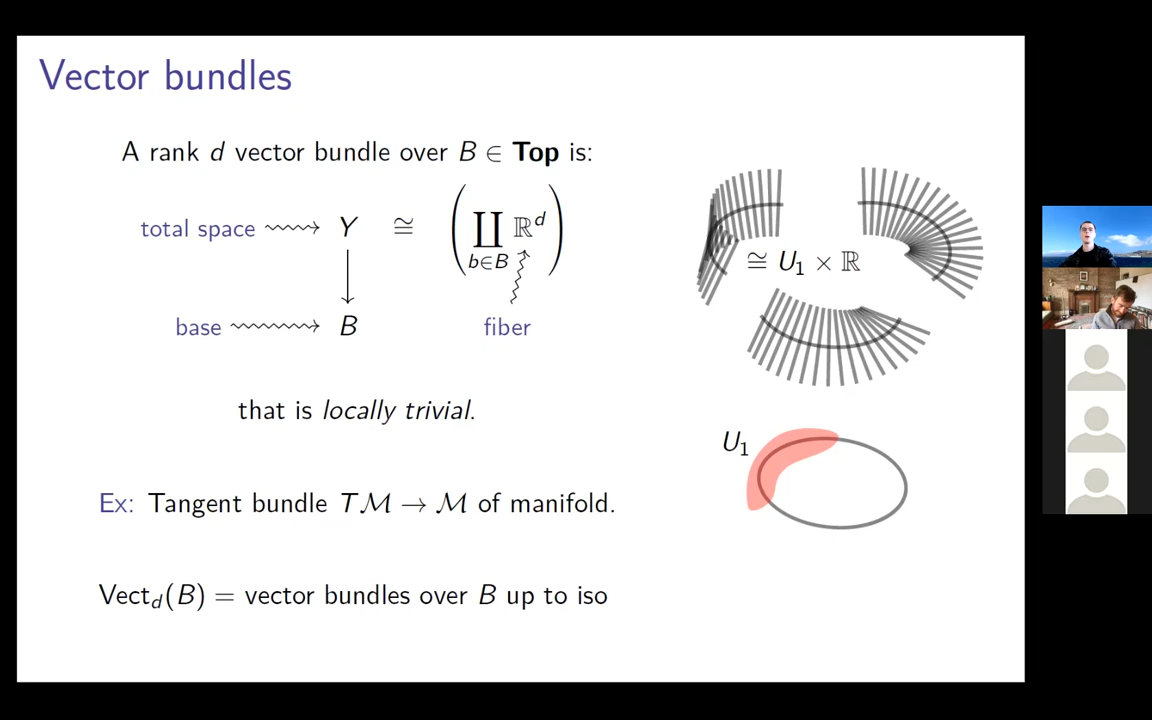 Vector bundles
A rank d vector bundle over B ∈ Top is:
total space Y ≅ (∐ ℝᵈ)
b∈B
≅ U₁ × ℝ
base B fiber
that is locally trivial.
U₁
Ex: Tangent bundle Tℳ → ℳ of manifold.
Vect_d(B) = vector bundles over B up to iso